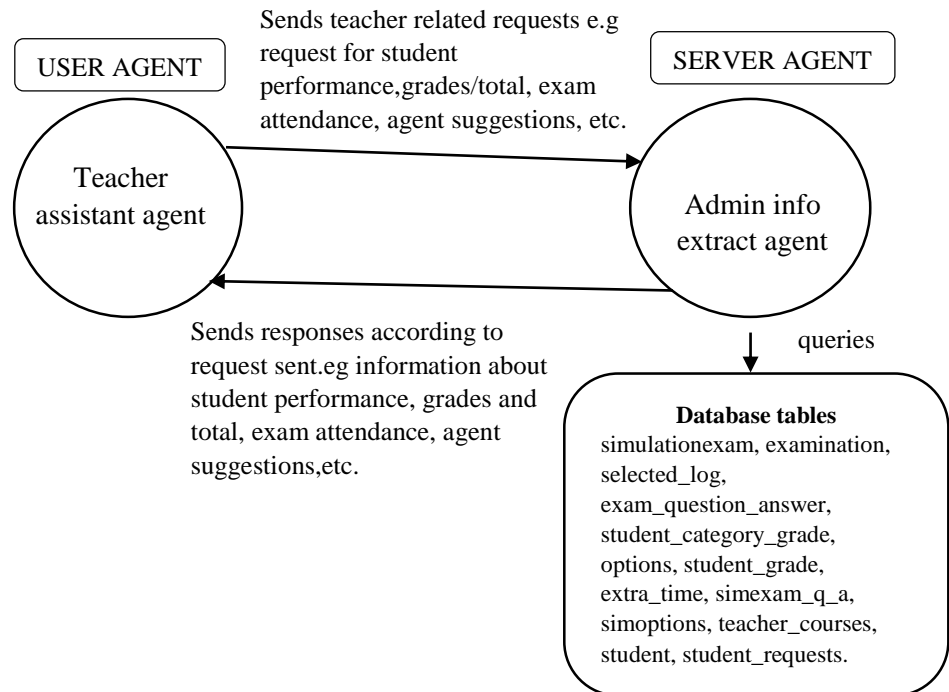 Sends teacher related requests e.g
request for student
performance,grades/total, exam
attendance, agent suggestions, etc.
USER AGENT
SERVER AGENT
Teacher
assistant agent
Admin info
extract agent
Sends responses according to
request sent.eg information about
student performance, grades and
total, exam attendance, agent
suggestions,etc.
queries
Database tables
simulationexam, examination,
selected_log,
exam_question_answer,
student_category_grade,
options, student_grade,
extra_time, simexam_q_a,
simoptions, teacher_courses,
student, student_requests.